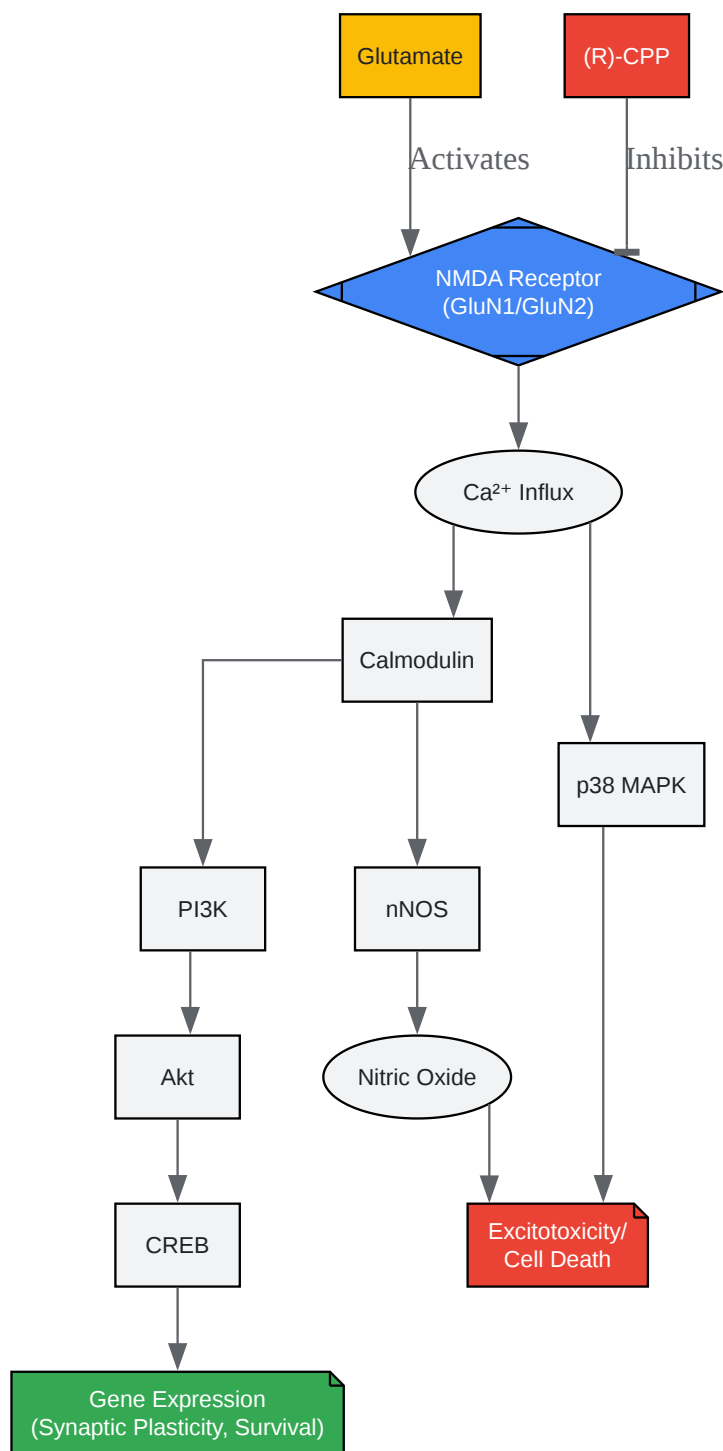 Glutamate
(R)-CPP
Activates
Inhibits
NMDA Receptor
(GluN1/GluN2)
Ca²⁺ Influx
Calmodulin
p38 MAPK
PI3K
nNOS
Akt
Nitric Oxide
CREB
Excitotoxicity/
Cell Death
Gene Expression
(Synaptic Plasticity, Survival)